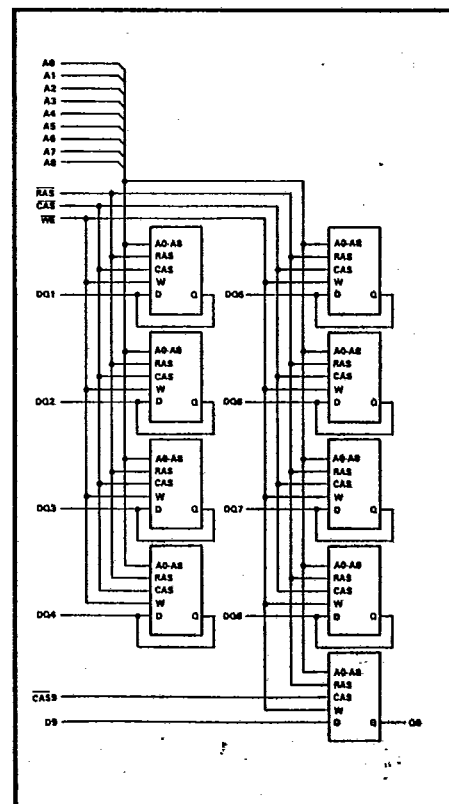 A0
A1
A2
A3
A4
A5
A6
A7
A8
RAS
CAS
WE
A0-A8
RAS
CAS
W
DQ1
D
Q
A0-A8
RAS
CAS
W
DQ5
D
Q
A0-A8
RAS
CAS
W
DQ2
D
Q
A0-A8
RAS
CAS
W
DQ6
D
Q
A0-A8
RAS
CAS
W
DQ3
D
Q
A0-A8
RAS
CAS
W
DQ7
D
Q
A0-A8
RAS
CAS
W
DQ4
D
Q
A0-A8
RAS
CAS
W
DQ8
D
Q
A0-A8
RAS
CAS9
CAS
W
D9
D
Q
Q9